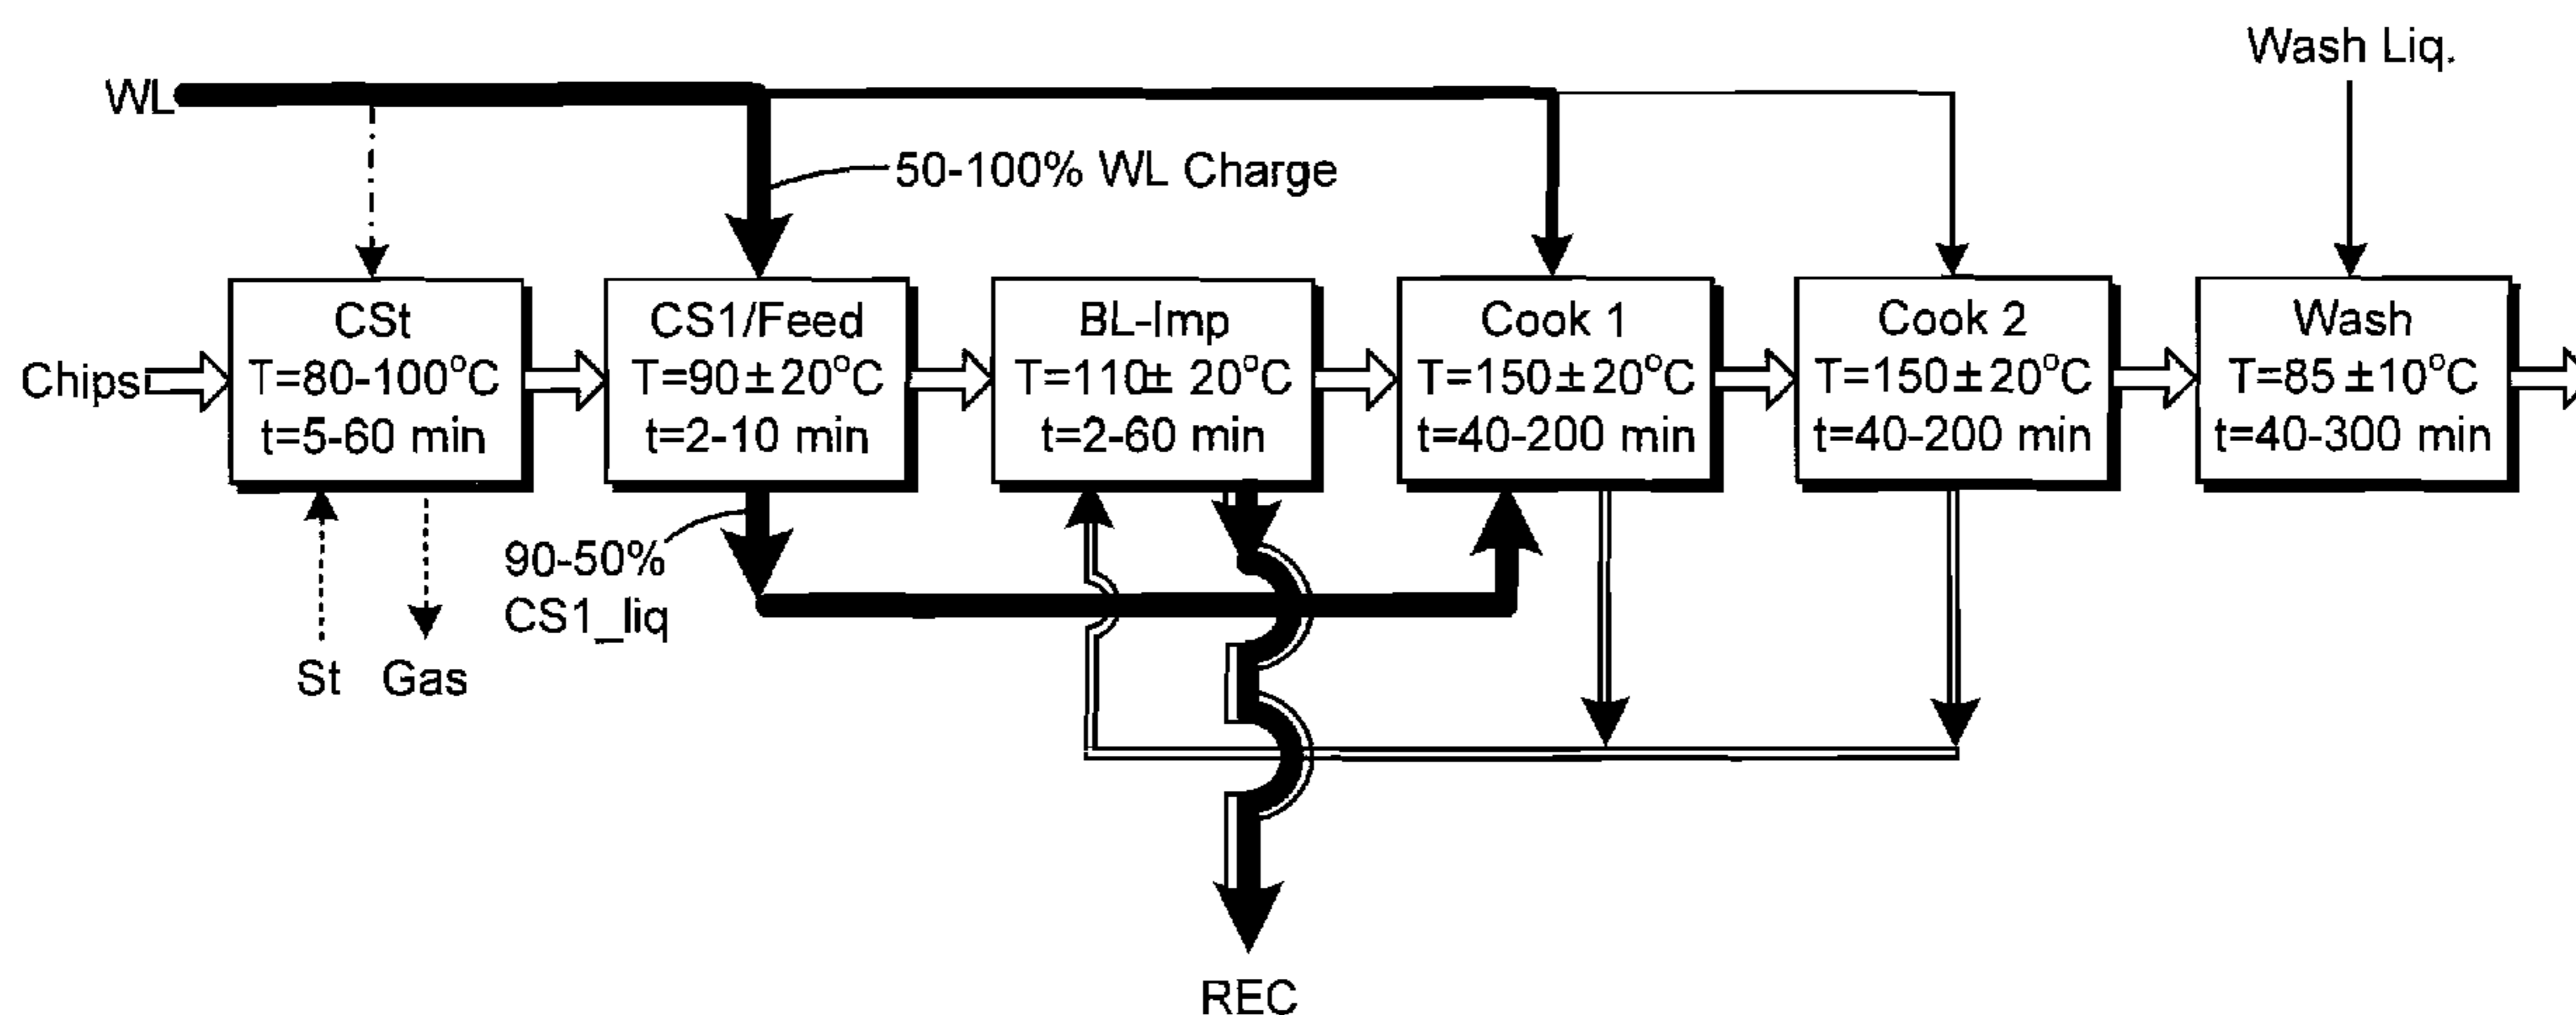 Wash Liq.
WL
50-100% WL Charge
Chips
CSt
T=80-100°C
t=5-60 min
CS1/Feed
T=90±20°C
t=2-10 min
BL-Imp
T=110± 20°C
t=2-60 min
Cook 1
T=150±20°C
t=40-200 min
Cook 2
T=150±20°C
t=40-200 min
Wash
T=85±10°C
t=40-300 min
90-50%
CS1_liq
St
Gas
REC